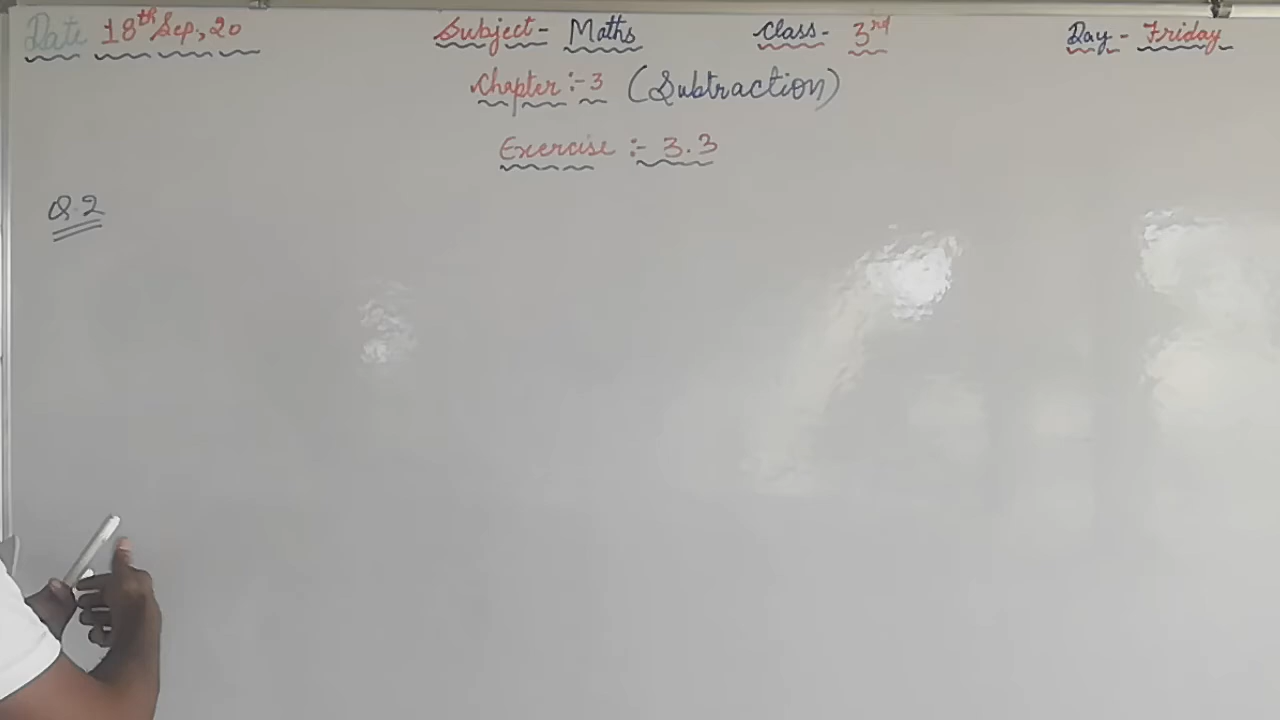 Date 18th Sep, 20 Subject - Maths Class - 3rd Day - Friday
Chapter :- 3 (Subtraction)
Exercise :- 3.3
Q.2